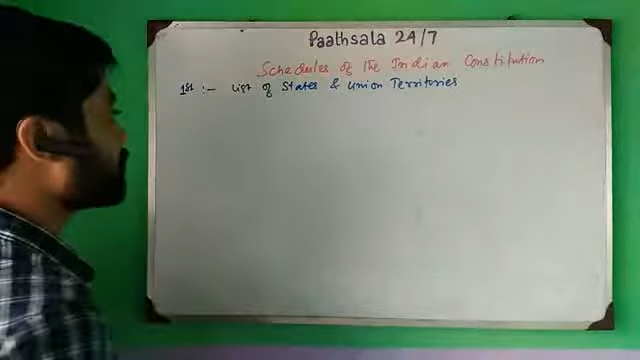 Paathsala 24/7
Schedules of the Indian Constitution
1st :- List of States & Union Territories